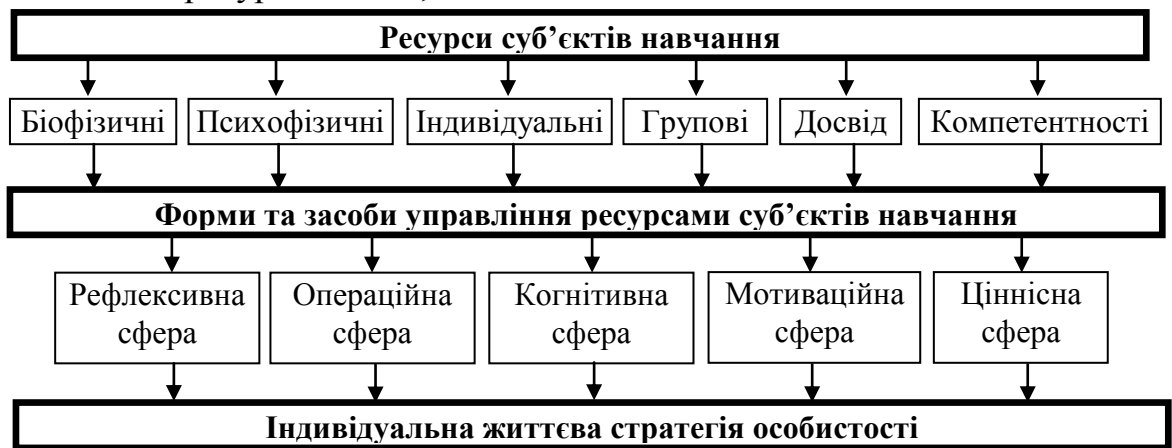 Ресурси суб’єктів навчання
Біофізичні Психофізичні Індивідуальні Групові Досвід Компетентності
Форми та засоби управління ресурсами суб’єктів навчання
Рефлексивна сфера
Операційна сфера
Когнітивна сфера
Мотиваційна сфера
Ціннісна сфера
Індивідуальна життєва стратегія особистості